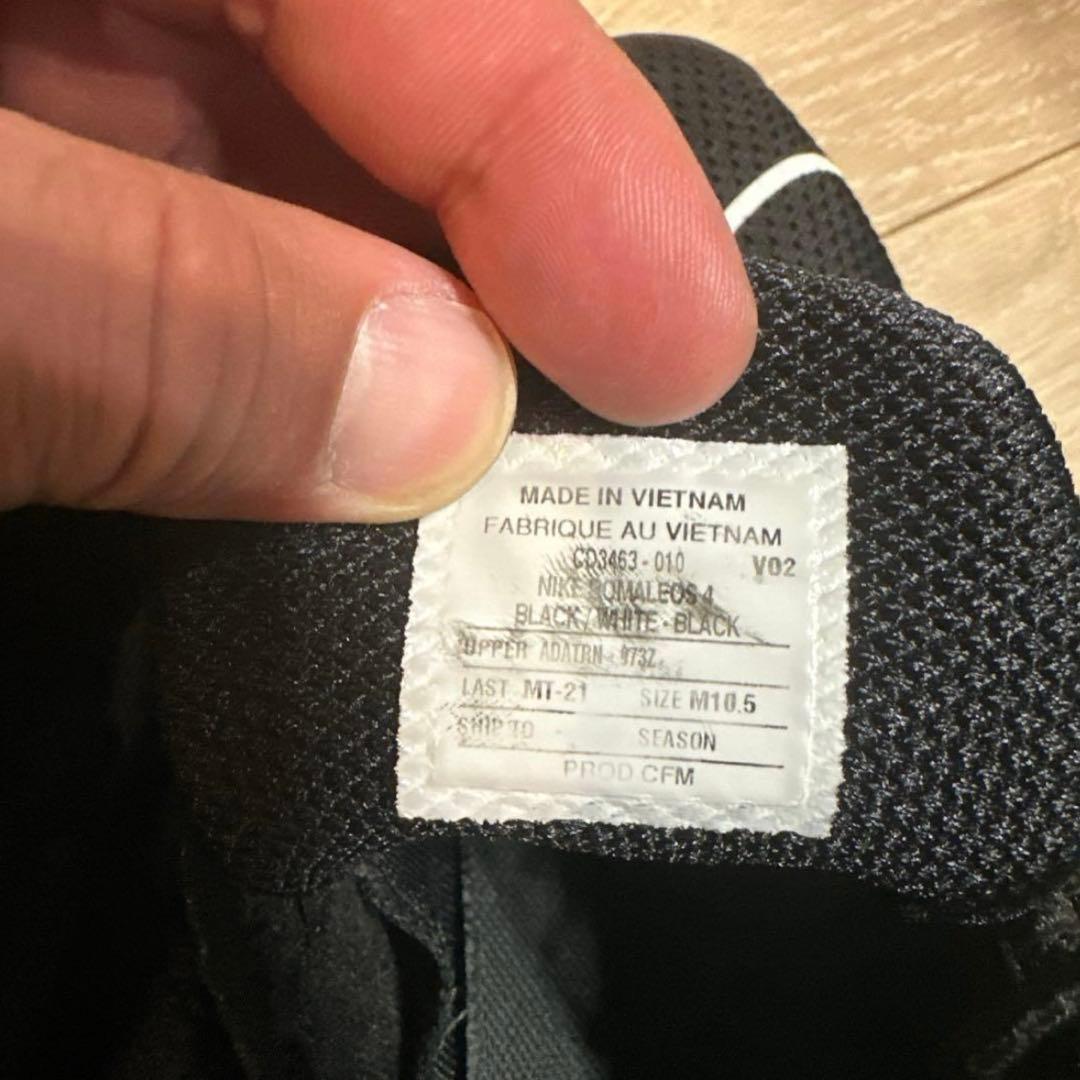 MADE IN VIETNAM
FABRIQUE AU VIETNAM
CD3463-010 V02
NIKE ROMALEOS 4
BLACK/WHITE-BLACK
UPPER ADATRN
LAST MT-21 SIZE M10.5
SHIP TO SEASON
PROD CFM